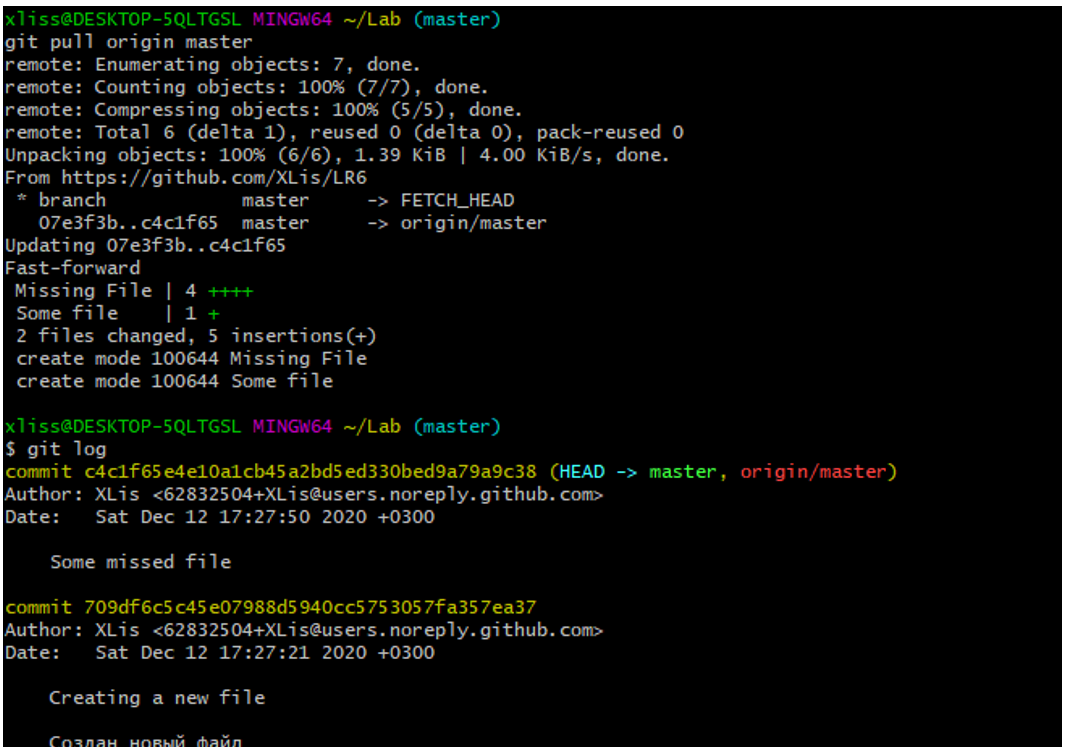 xliss@DESKTOP-5QLTGSL MINGW64 ~/Lab (master)
git pull origin master
remote: Enumerating objects: 7, done.
remote: Counting objects: 100% (7/7), done.
remote: Compressing objects: 100% (5/5), done.
remote: Total 6 (delta 1), reused 0 (delta 0), pack-reused 0
Unpacking objects: 100% (6/6), 1.39 KiB | 4.00 KiB/s, done.
From https://github.com/XLis/LR6
 * branch            master     -> FETCH_HEAD
   07e3f3b..c4c1f65  master     -> origin/master
Updating 07e3f3b..c4c1f65
Fast-forward
 Missing File | 4 ++++
 Some file    | 1 +
 2 files changed, 5 insertions(+)
 create mode 100644 Missing File
 create mode 100644 Some file
xliss@DESKTOP-5QLTGSL MINGW64 ~/Lab (master)
$ git log
commit c4c1f65e4e10a1cb45a2bd5ed330bed9a79a9c38 (HEAD -> master, origin/master)
Author: XLis <62832504+XLis@users.noreply.github.com>
Date:   Sat Dec 12 17:27:50 2020 +0300
    Some missed file
commit 709df6c5c45e07988d5940cc5753057fa357ea37
Author: XLis <62832504+XLis@users.noreply.github.com>
Date:   Sat Dec 12 17:27:21 2020 +0300
    Creating a new file
    Создан новый файл